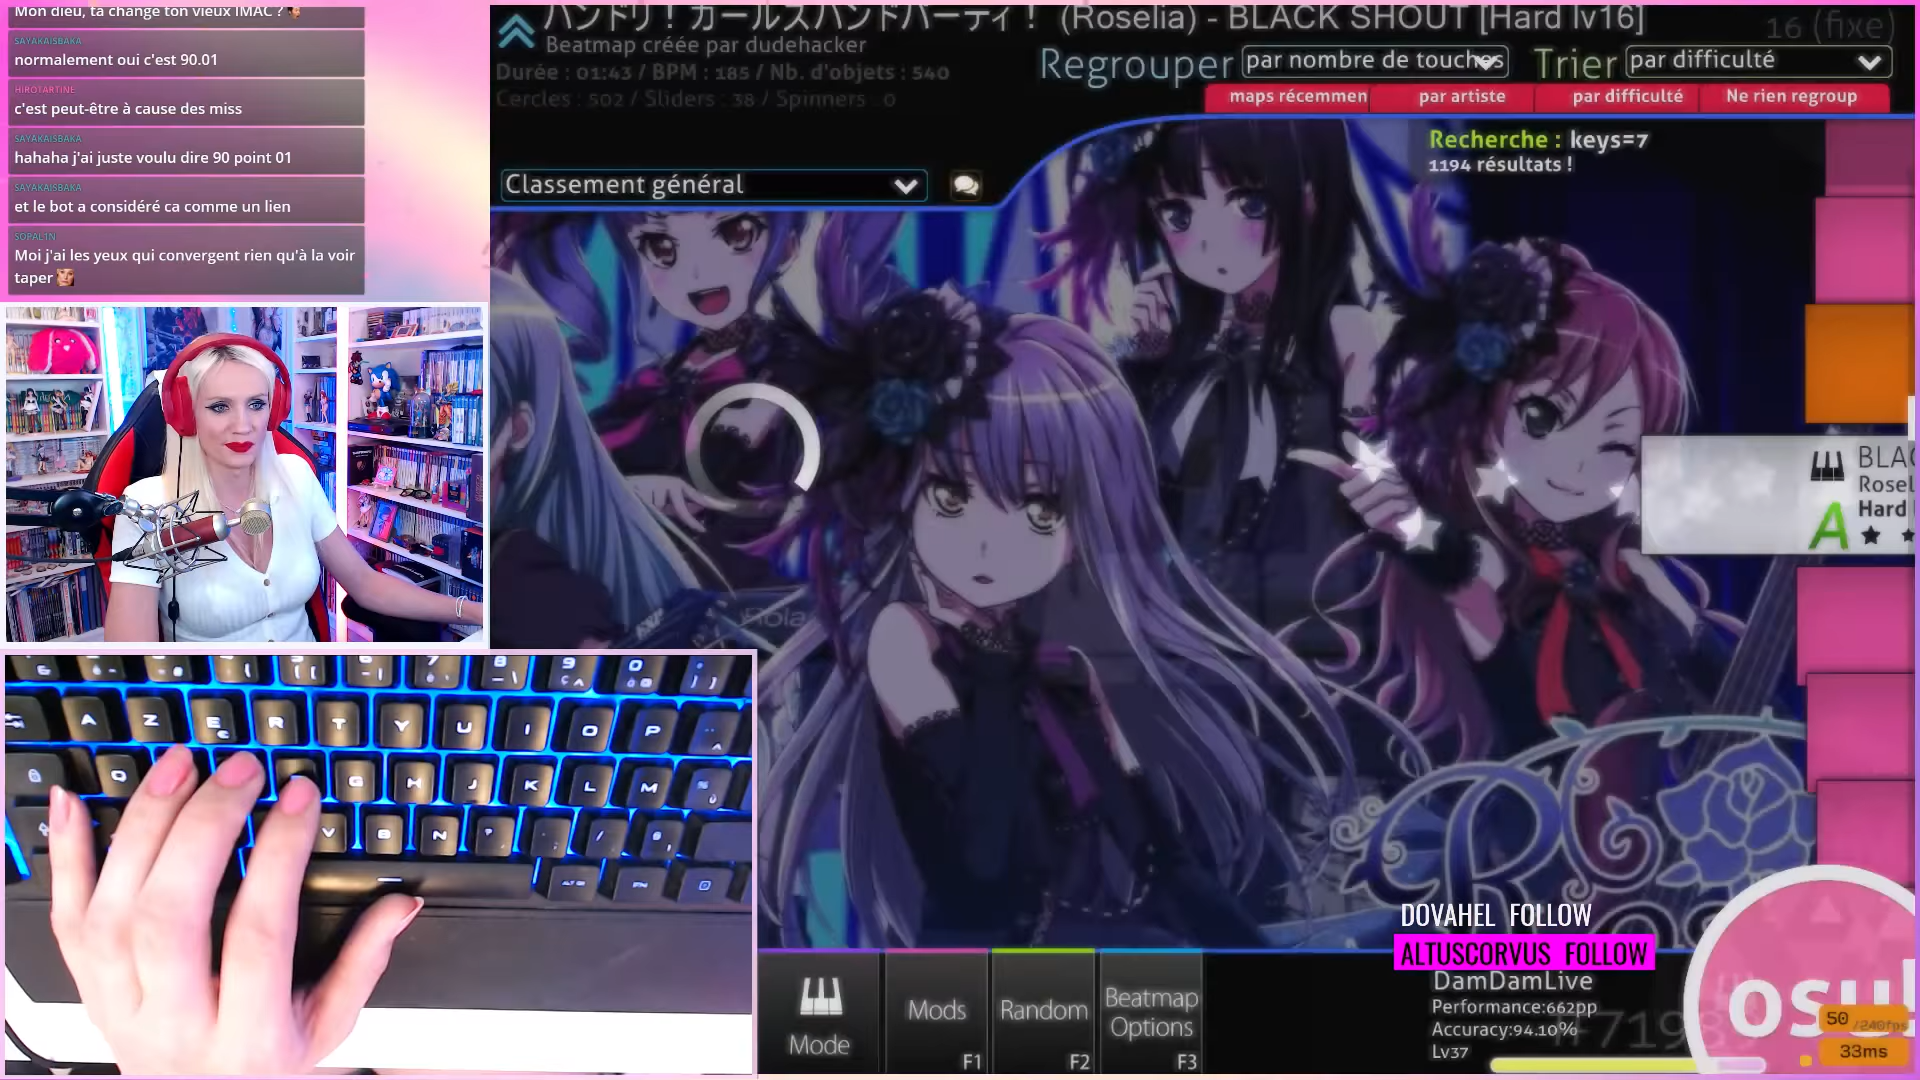 Mon dieu, ta change ton vieux IMAC ?
SAYAKAISBAKA
normalement oui c'est 90.01
HIROTARTINE
c'est peut-être à cause des miss
SAYAKAISBAKA
hahaha j'ai juste voulu dire 90 point 01
SAYAKAISBAKA
et le bot a considéré ca comme un lien
SOPAL1N
Moi j'ai les yeux qui convergent rien qu'à la voir
taper
バンドリ！ガールズバンドパーティ！ (Roselia) - BLACK SHOUT [Hard lv16]
Beatmap créée par dudehacker
Durée : 01:43 / BPM : 185 / Nb. d'objets : 540
Cercles : 502 / Sliders : 38 / Spinners : 0
16 (fixe)
Regrouper
par nombre de touches
Trier
par difficulté
maps récemmen
par artiste
par difficulté
Ne rien regroup
Classement général
Recherche : keys=7
1194 résultats !
BLAC
Rosel
Hard
A
A Z E R T Y U I O P
Q G H J K L M
V B N
DOVAHEL FOLLOW
ALTUSCORVUS FOLLOW
DamDamLive
Performance:662pp
Accuracy:94.10%
Lv37
Mode
Mods
F1
Random
F2
Beatmap
Options
F3
osu!
50 /240fps
33ms